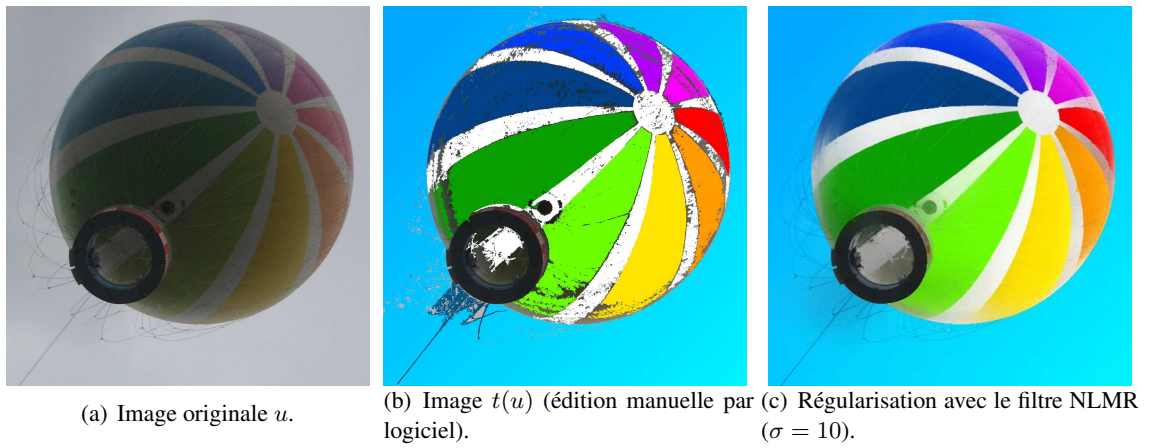 (a) Image originale u.
(b) Image t(u) (édition manuelle par
logiciel).
(c) Régularisation avec le filtre NLMR
(σ = 10).